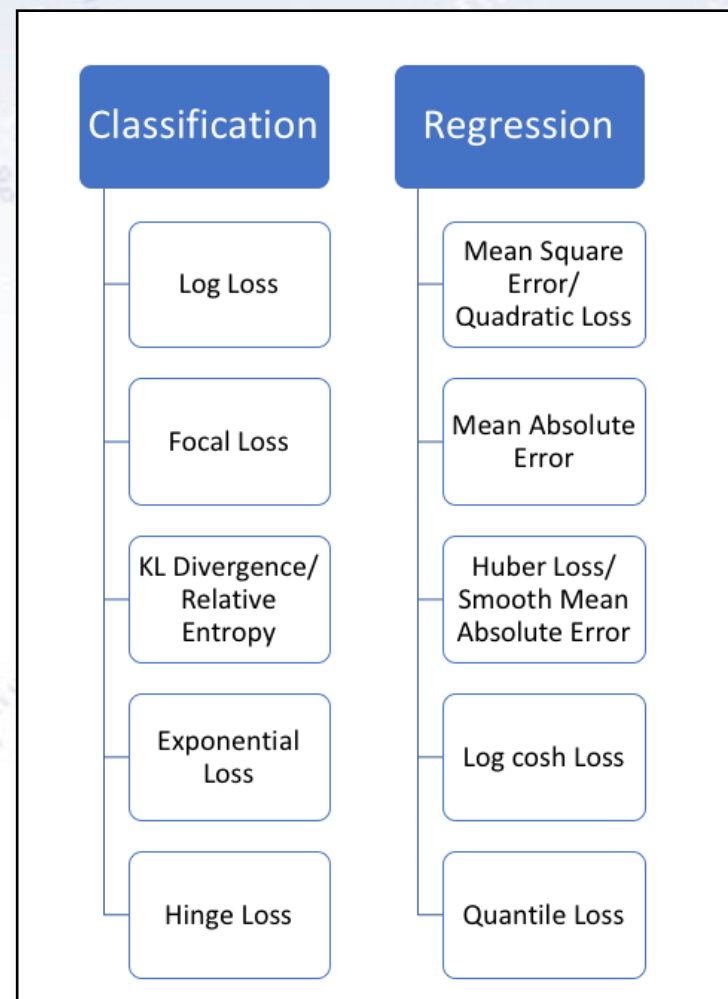 Classification
Log Loss
Focal Loss
KL Divergence/
Relative
Entropy
Exponential
Loss
Hinge Loss
Regression
Mean Square
Error/
Quadratic Loss
Mean Absolute
Error
Huber Loss/
Smooth Mean
Absolute Error
Log cosh Loss
Quantile Loss